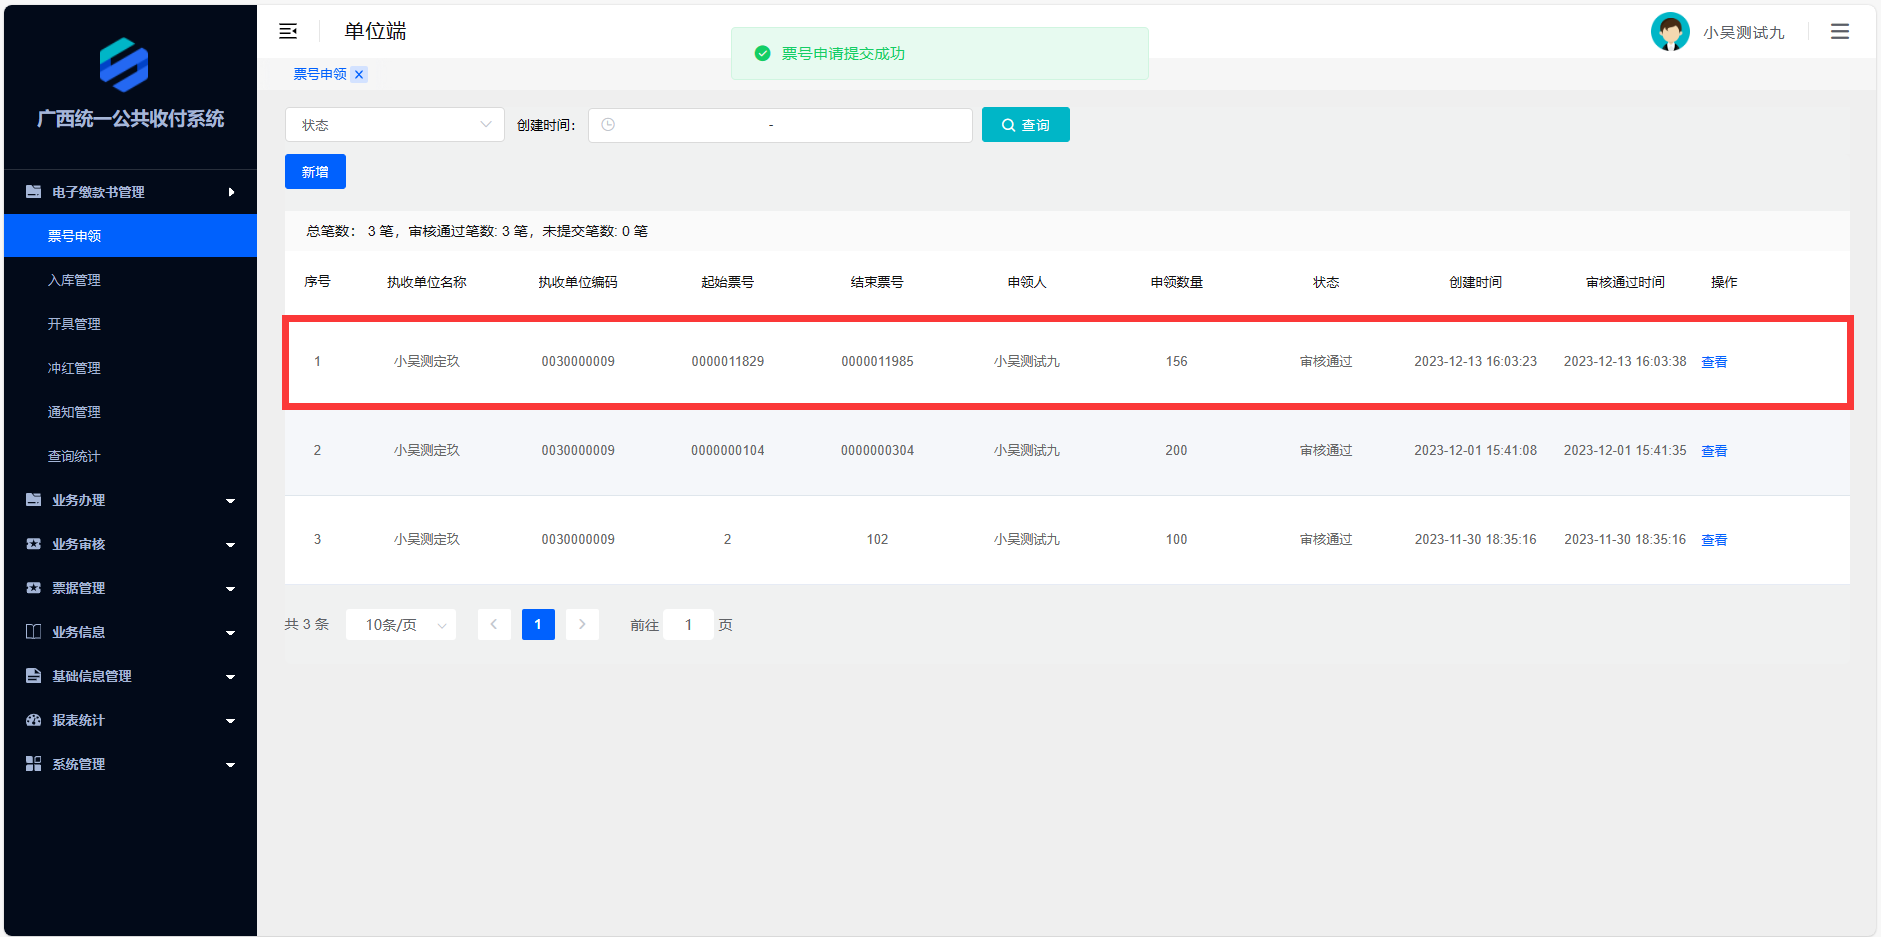 单位端
票号申请提交成功
小吴测试九
票号申领
广西统一公共收付系统
状态
创建时间：
-
查询
新增
电子缴款书管理
票号申领
入库管理
开具管理
冲红管理
通知管理
查询统计
业务办理
业务审核
票据管理
业务信息
基础信息管理
报表统计
系统管理
总笔数： 3 笔，审核通过笔数: 3 笔，未提交笔数: 0 笔
序号 执收单位名称 执收单位编码 起始票号 结束票号 申领人 申领数量 状态 创建时间 审核通过时间 操作
1 小吴测定玖 0030000009 0000011829 0000011985 小吴测试九 156 审核通过 2023-12-13 16:03:23 2023-12-13 16:03:38 查看
2 小吴测定玖 0030000009 0000000104 0000000304 小吴测试九 200 审核通过 2023-12-01 15:41:08 2023-12-01 15:41:35 查看
3 小吴测定玖 0030000009 2 102 小吴测试九 100 审核通过 2023-11-30 18:35:16 2023-11-30 18:35:16 查看
共 3 条 10条/页 1 前往 1 页